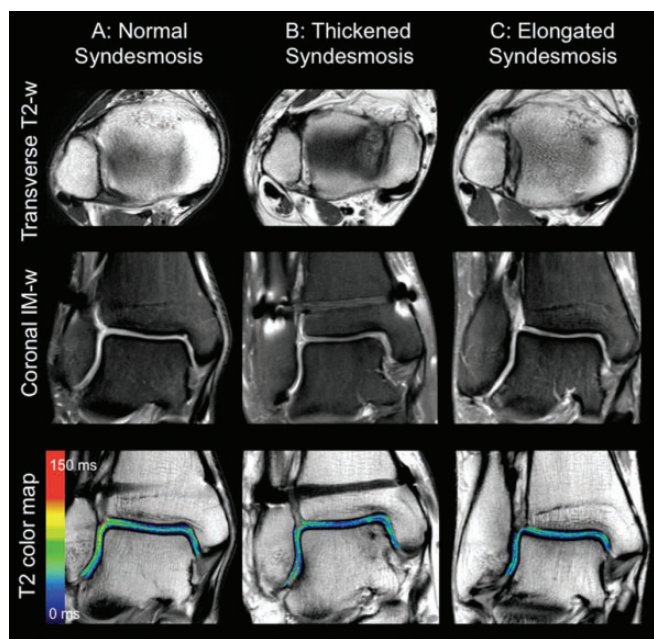 A: Normal
Syndesmosis
B: Thickened
Syndesmosis
C: Elongated
Syndesmosis
Transverse T2-w
Coronal IM-w
T2 color map
150 ms
0 ms